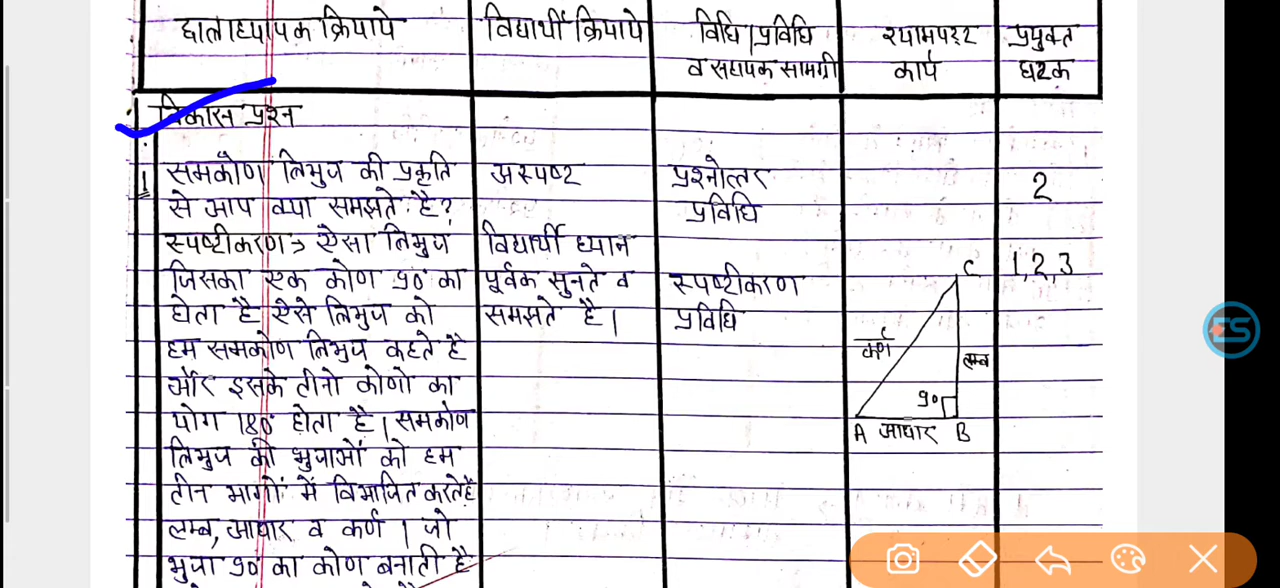 छात्राध्यापक क्रियाये
विद्यार्थी क्रियाये
विधि/प्रविधि
व सहायक सामग्री
श्यामपट्ट
कार्य
प्रयुक्त
घटक
विकास प्रश्न
1
समकोण त्रिभुज की प्रकृति
से आप क्या समझते है?
अस्पष्ट
प्रश्नोत्तर
प्रविधि
2
स्पष्टीकरण → ऐसा त्रिभुज
जिसका एक कोण 90° का
होता है ऐसे त्रिभुज को
हम समकोण त्रिभुज कहते है
और इसके तीनो कोणो का
योग 180° होता है। समकोण
त्रिभुज की भुजाओं को हम
तीन भागों में विभाजित करते है
लम्ब, आधार व कर्ण । जो
भुजा 90° का कोण बनाती है
विद्यार्थी ध्यान
पूर्वक सुनते व
समझते है।
स्पष्टीकरण
प्रविधि
C
कर्ण
लम्ब
90
A आधार B
1,2,3
ES